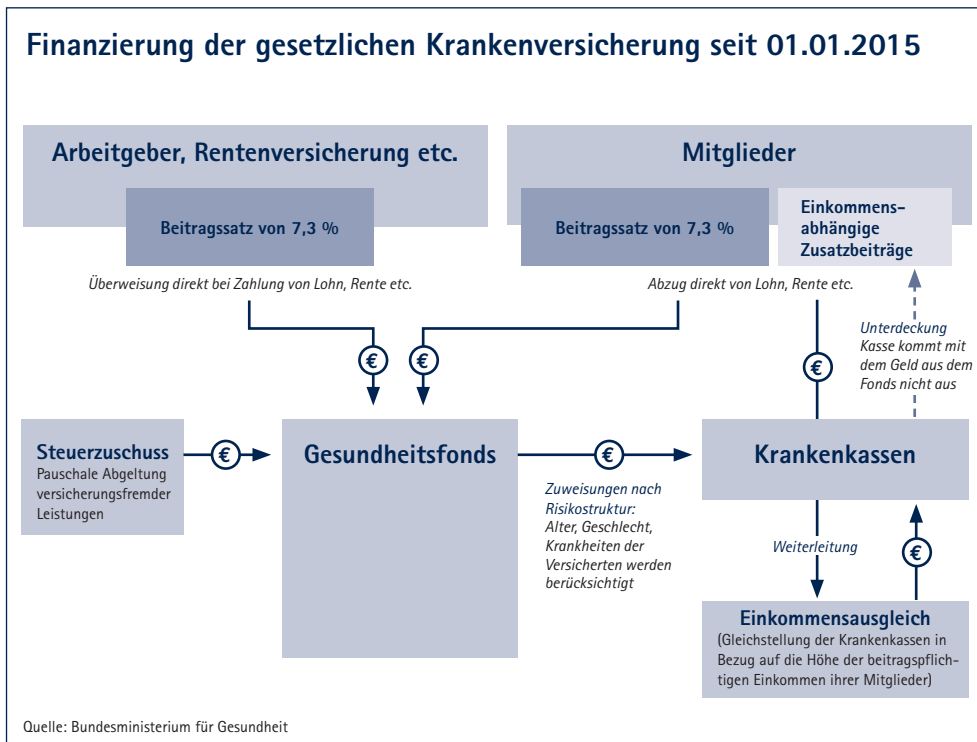 Finanzierung der gesetzlichen Krankenversicherung seit 01.01.2015
Arbeitgeber, Rentenversicherung etc.
Beitragssatz von 7,3 %
Überweisung direkt bei Zahlung von Lohn, Rente etc.
Mitglieder
Beitragssatz von 7,3 %
Einkommens-
abhängige
Zusatzbeiträge
Abzug direkt von Lohn, Rente etc.
Unterdeckung
Kasse kommt mit
dem Geld aus dem
Fonds nicht aus
€
€
€
Steuerzuschuss
Pauschale Abgeltung
versicherungsfremder
Leistungen
€
Gesundheitsfonds
€
Zuweisungen nach
Risikostruktur:
Alter, Geschlecht,
Krankheiten der
Versicherten werden
berücksichtigt
Krankenkassen
Weiterleitung
€
Einkommensausgleich
(Gleichstellung der Krankenkassen in
Bezug auf die Höhe der beitragspflich-
tigen Einkommen ihrer Mitglieder)
Quelle: Bundesministerium für Gesundheit